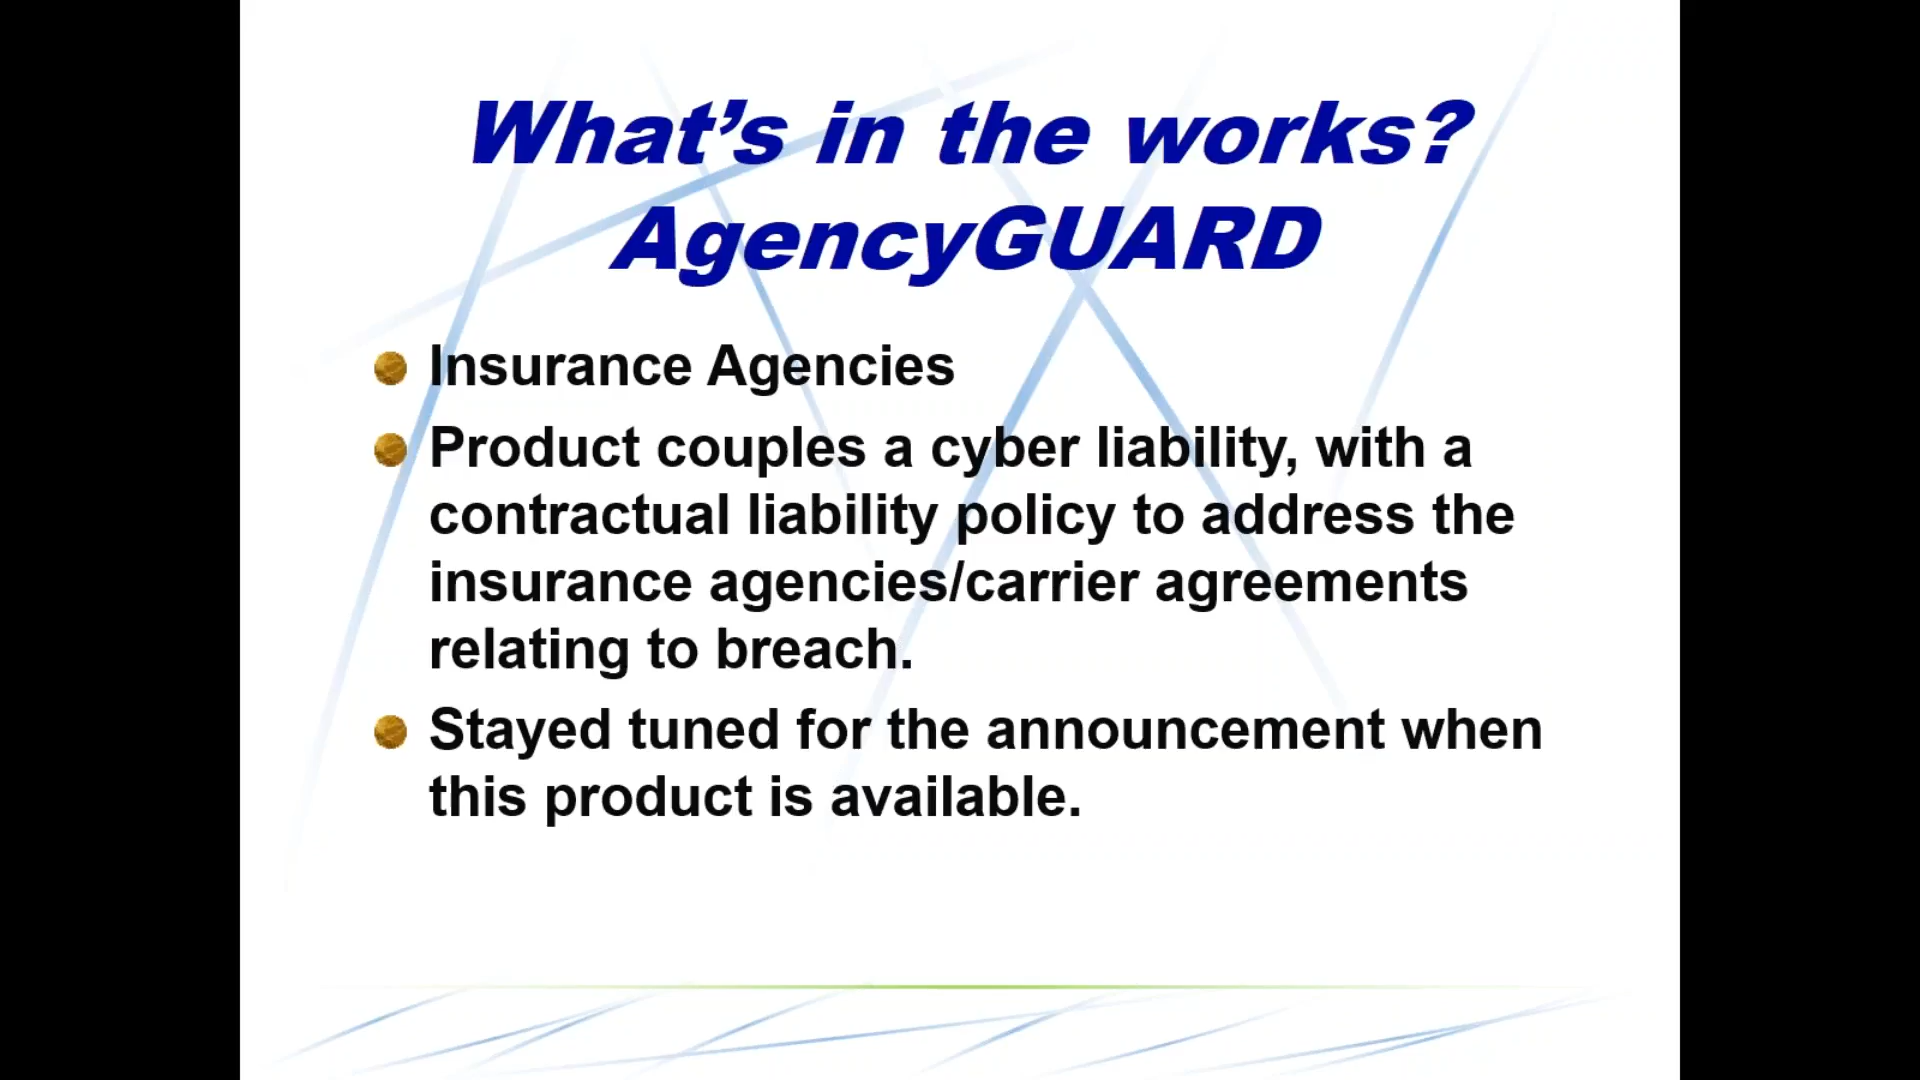 What's in the works?
AgencyGUARD
Insurance Agencies
Product couples a cyber liability, with a
contractual liability policy to address the
insurance agencies/carrier agreements
relating to breach.
Stayed tuned for the announcement when
this product is available.